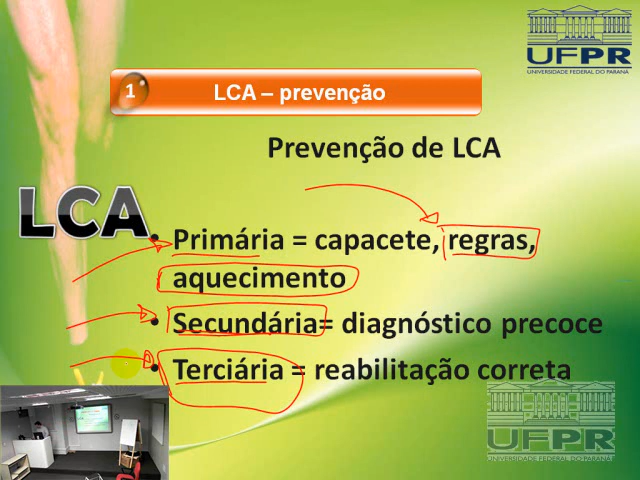 UFPR
UNIVERSIDADE FEDERAL DO PARANÁ
1
LCA – prevenção
Prevenção de LCA
LCA
• Primária = capacete, regras,
aquecimento
• Secundária= diagnóstico precoce
• Terciária = reabilitação correta
UFPR
UNIVERSIDADE FEDERAL DO PARANÁ